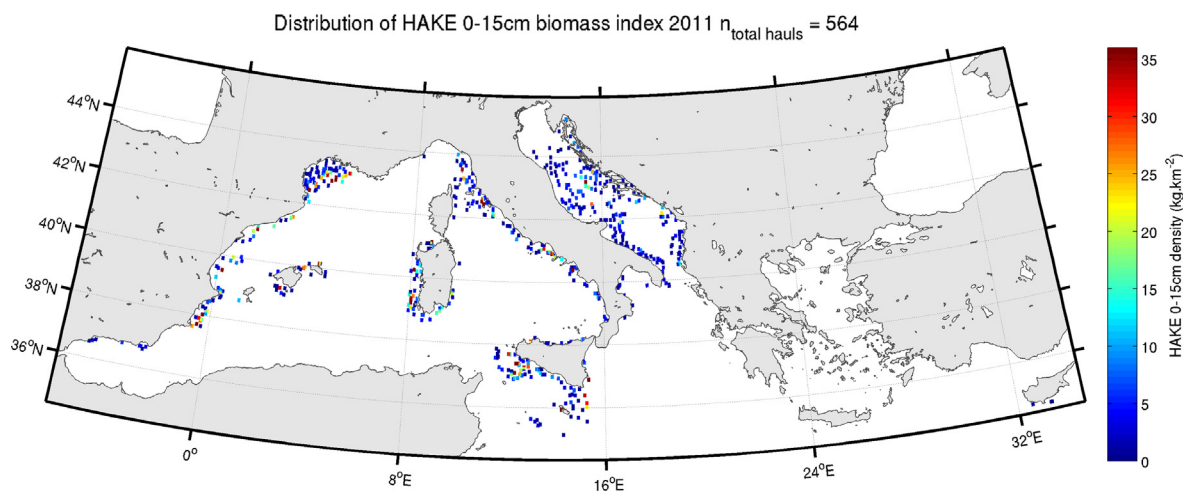 Distribution of HAKE 0-15cm biomass index 2011 n total hauls = 564
44°N
42°N
40°N
38°N
36°N
0°
8°E
16°E
24°E
32°E
35
30
25
20
15
10
5
0
HAKE 0-15cm density (kg.km-2)